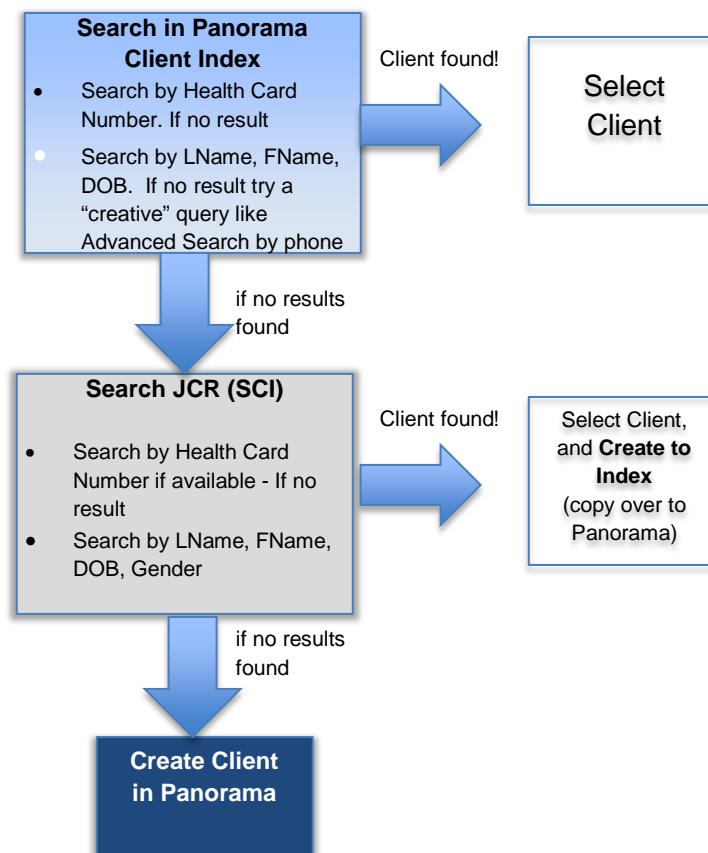 Search in Panorama
Client Index
• Search by Health Card
Number. If no result
• Search by LName, FName,
DOB.  If no result try a
“creative” query like
Advanced Search by phone
Client found!
Select
Client
if no results
found
Search JCR (SCI)
• Search by Health Card
Number if available - If no
result
• Search by LName, FName,
DOB, Gender
Client found!
Select Client,
and Create to
Index
(copy over to
Panorama)
if no results
found
Create Client
in Panorama